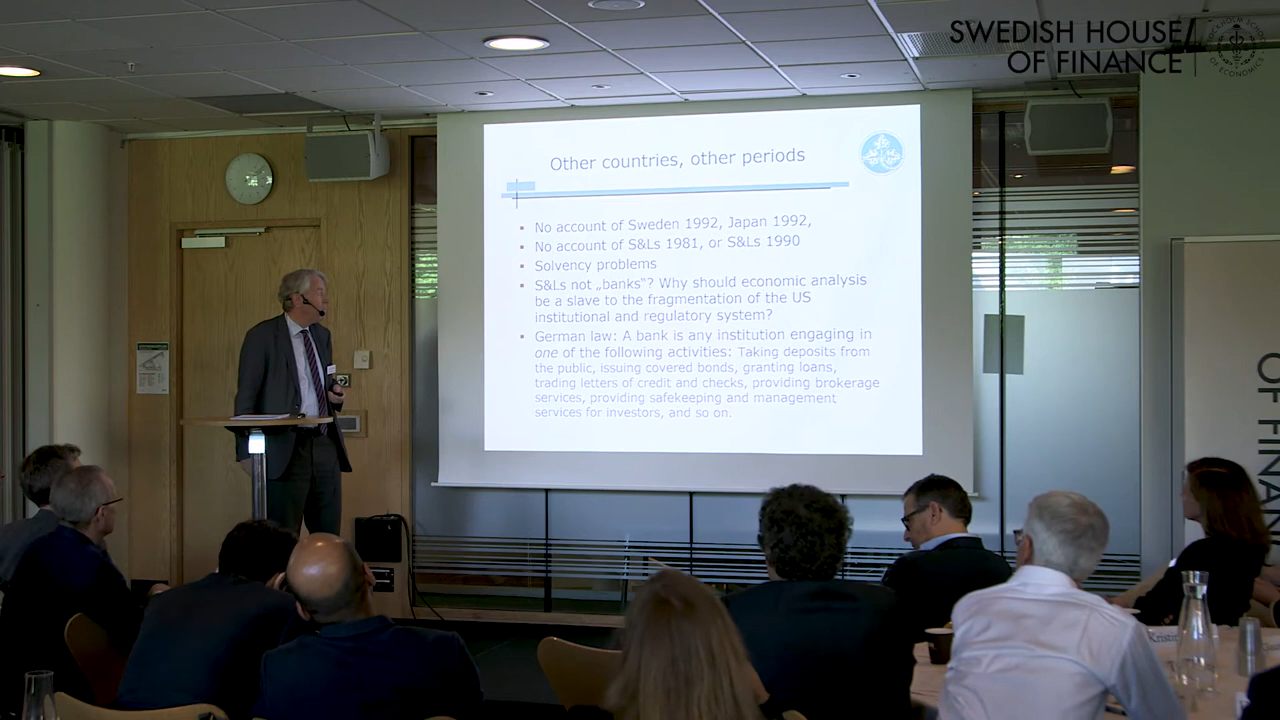 SWEDISH HOUSE
OF FINANCE
STOCKHOLM SCHOOL
OF ECONOMICS
Other countries, other periods
No account of Sweden 1992, Japan 1992,
No account of S&Ls 1981, or S&Ls 1990
Solvency problems
S&Ls not „banks“? Why should economic analysis
be a slave to the fragmentation of the US
institutional and regulatory system?
German law: A bank is any institution engaging in
one of the following activities: Taking deposits from
the public, issuing covered bonds, granting loans,
trading letters of credit and checks, providing brokerage
services, providing safekeeping and management
services for investors, and so on.
OF FINAN